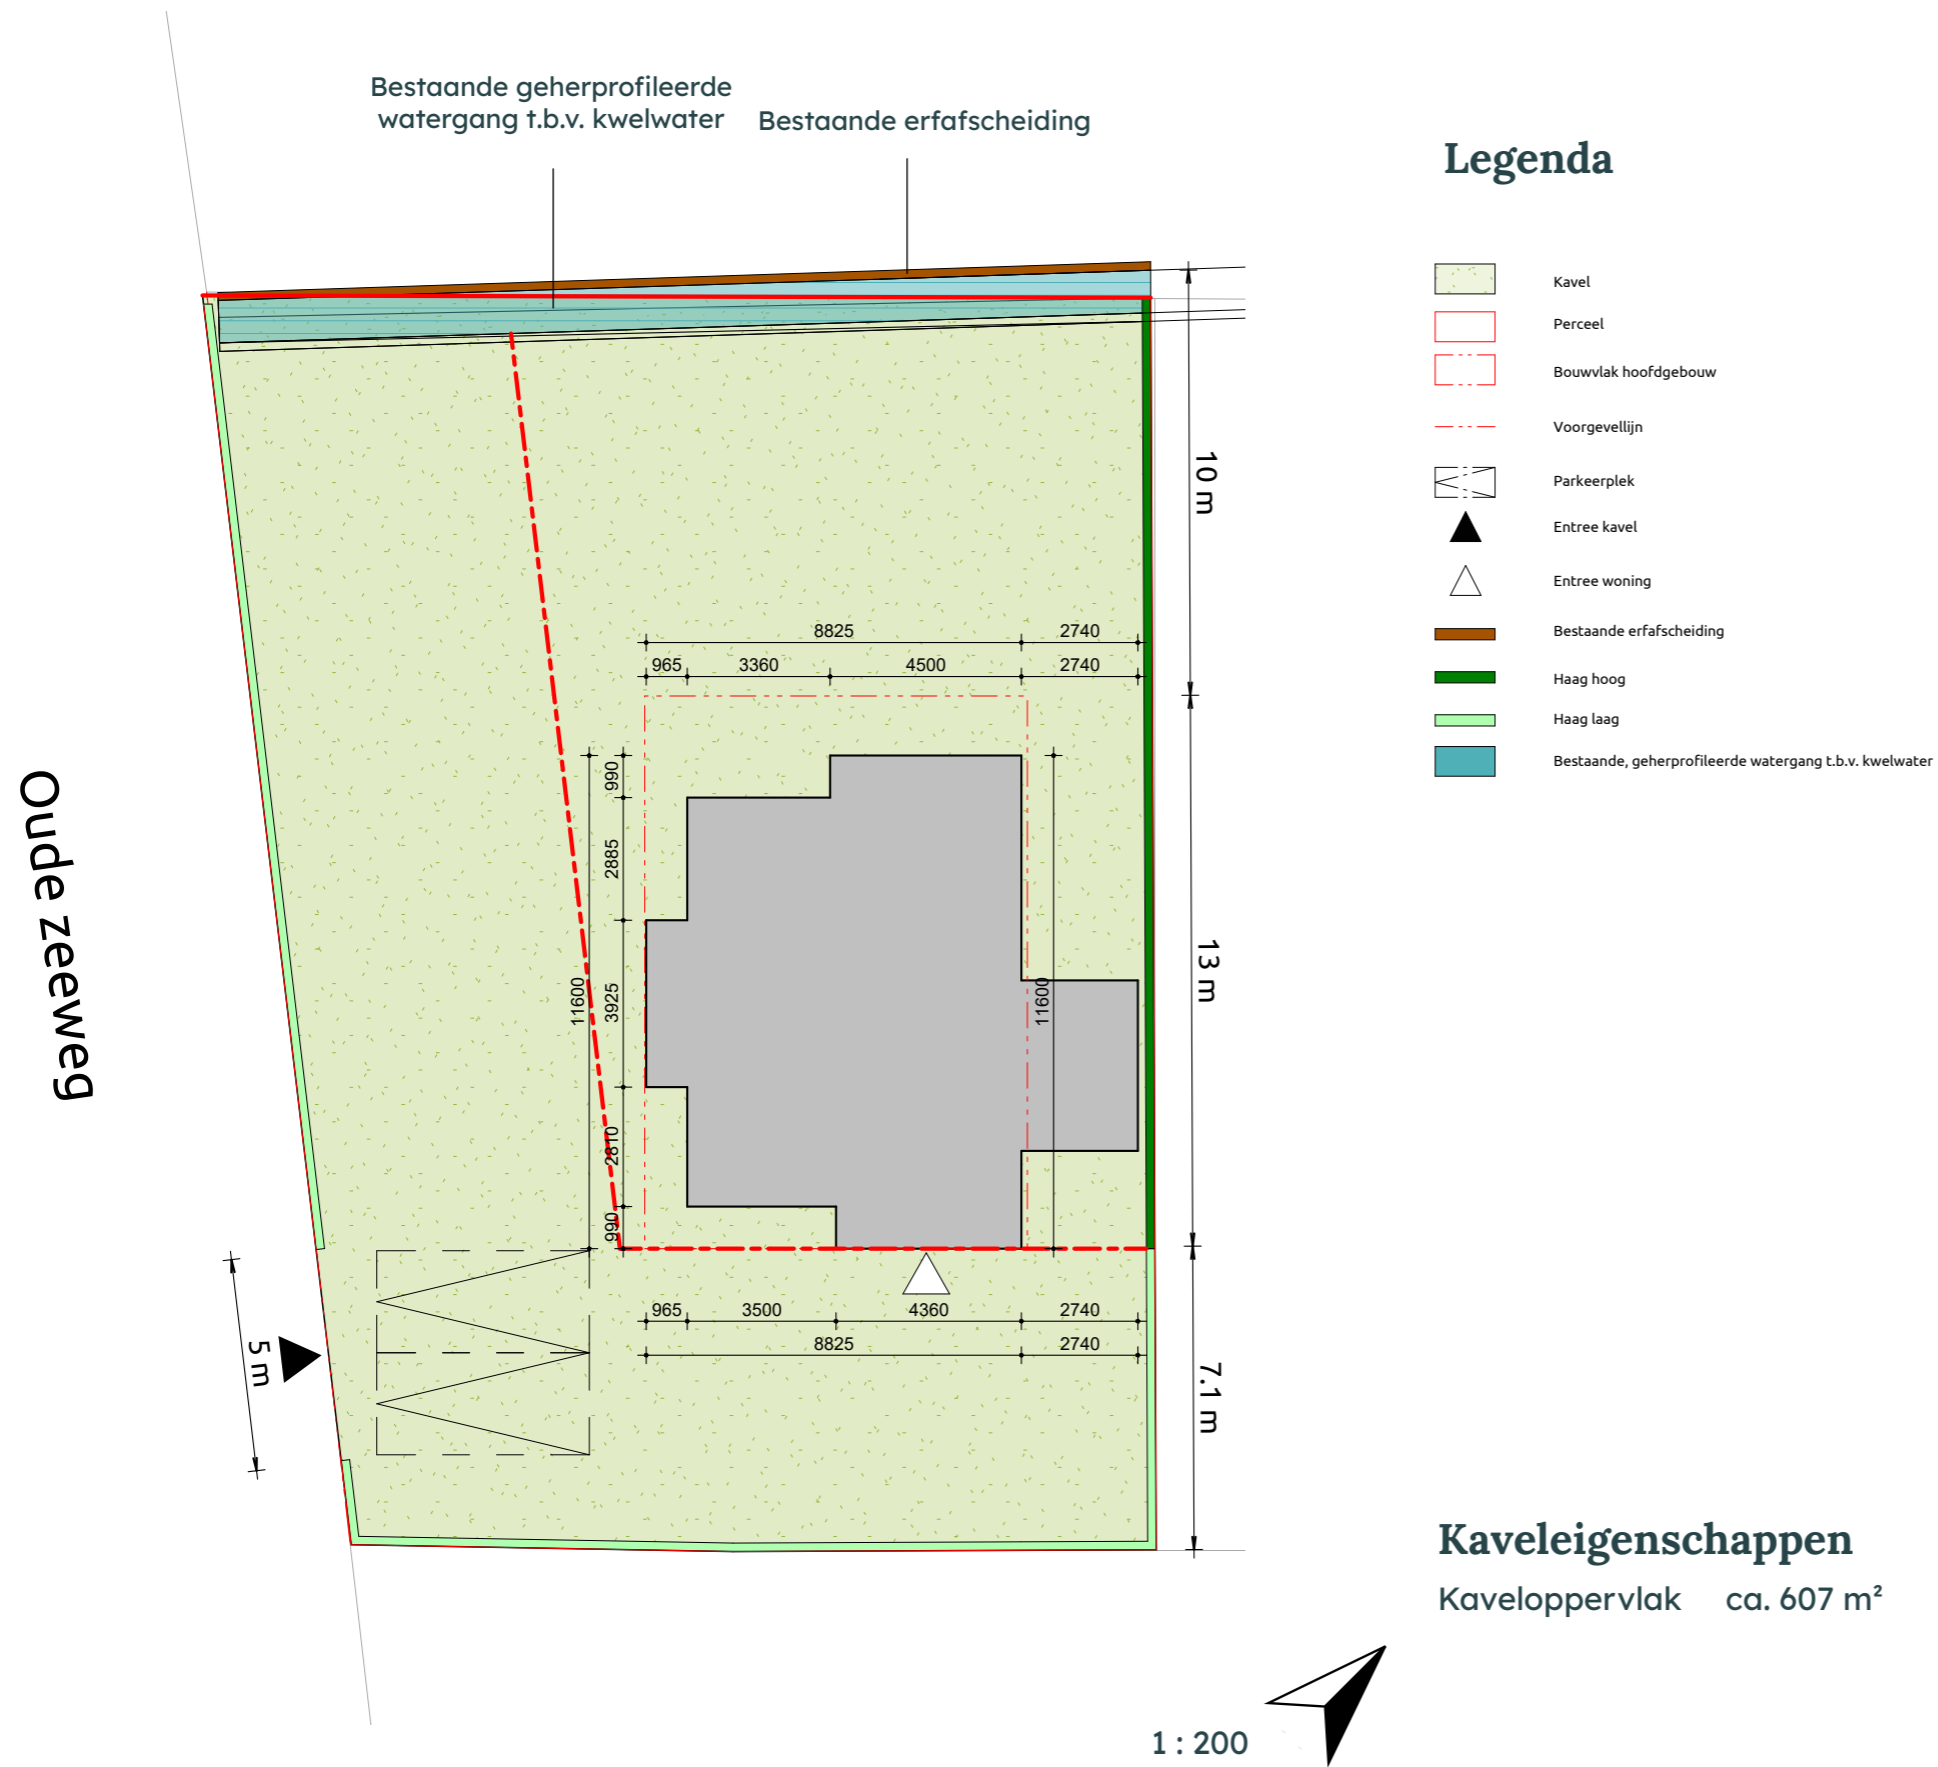 Bestaande geherprofileerde
watergang t.b.v. kwelwater
Bestaande erfafscheiding
Legenda
Kavel
Perceel
Bouwvlak hoofdgebouw
Voorgevellijn
Parkeerplek
Entree kavel
Entree woning
Bestaande erfafscheiding
Haag hoog
Haag laag
Bestaande, geherprofileerde watergang t.b.v. kwelwater
10 m
13 m
7.1 m
8825 2740
965 3360 4500 2740
990
2885
3925
2810
990
11600
11600
Oude zeeweg
5 m
965 3500 4360 2740
8825 2740
Kaveleigenschappen
Kaveloppervlak ca. 607 m²
1 : 200